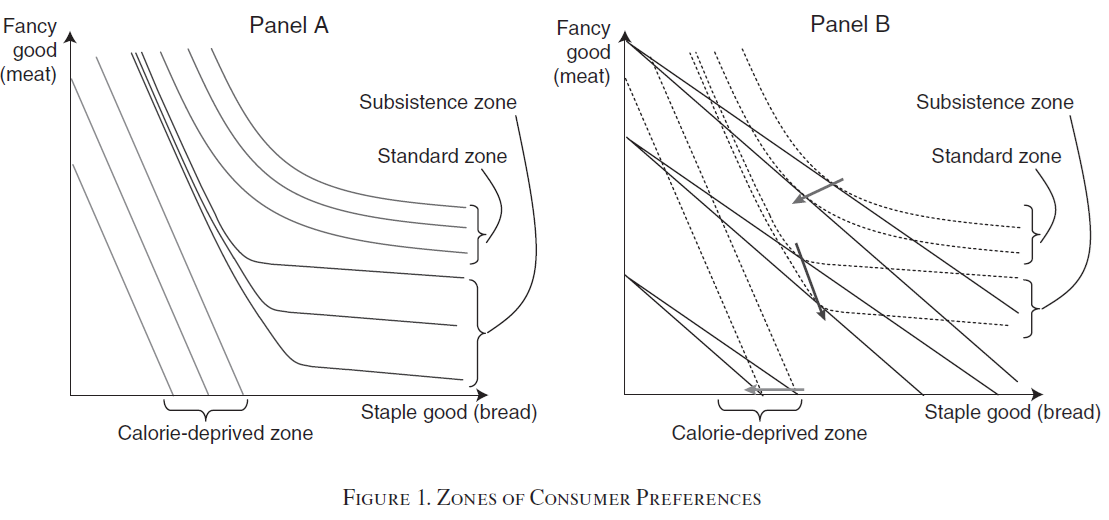 Panel A
Fancy
good
(meat)
Subsistence zone
Standard zone
Staple good (bread)
Calorie-deprived zone
Panel B
Fancy
good
(meat)
Subsistence zone
Standard zone
Staple good (bread)
Calorie-deprived zone
Figure 1. Zones of Consumer Preferences